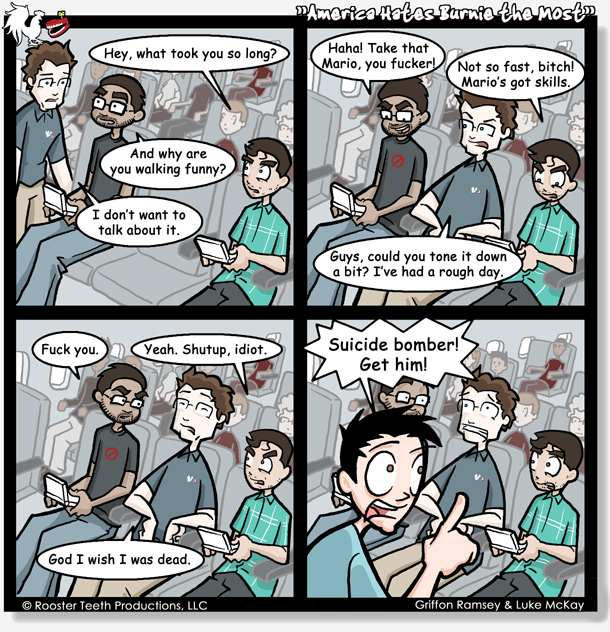 "America Hates Burnie the Most"
Hey, what took you so long?
And why are
you walking funny?
I don't want to
talk about it.
Haha! Take that
Mario, you fucker!
Not so fast, bitch!
Mario's got skills.
Guys, could you tone it down
a bit? I've had a rough day.
Fuck you.
Yeah. Shutup, idiot.
God I wish I was dead.
Suicide bomber!
Get him!
© Rooster Teeth Productions, LLC
Griffon Ramsey & Luke McKay